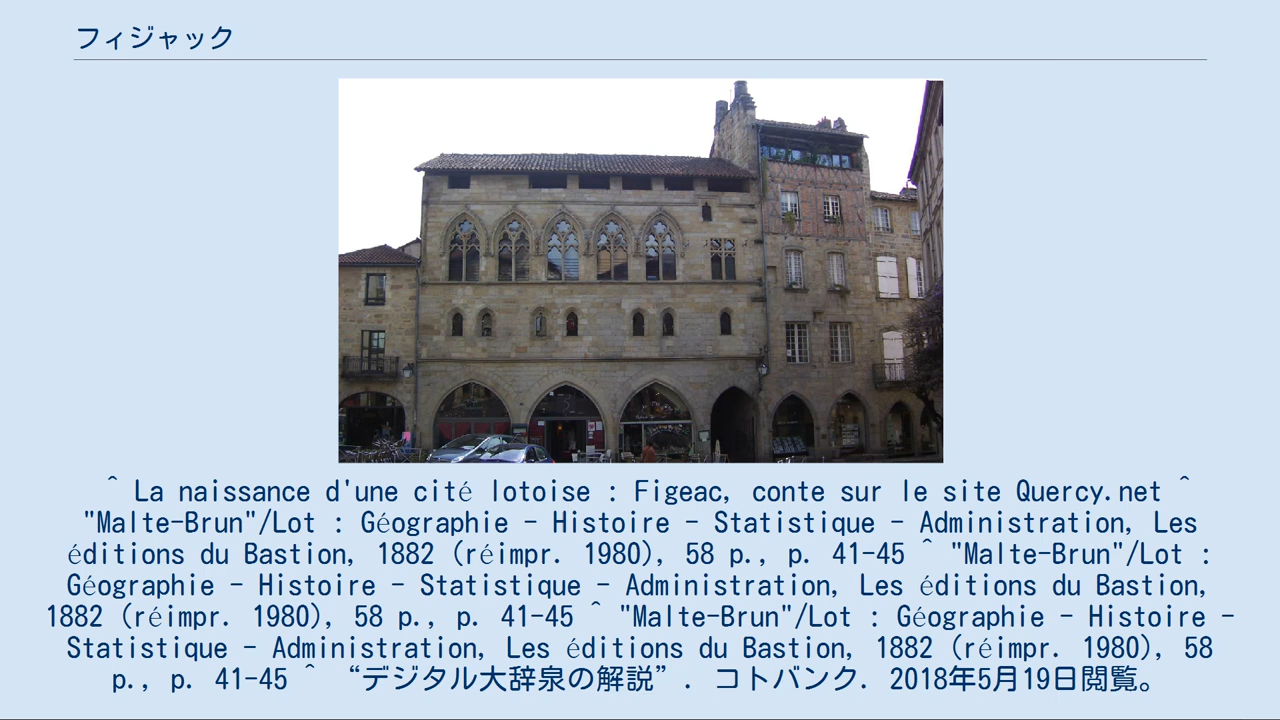 フィジャック
^ La naissance d'une cité lotoise : Figeac, conte sur le site Quercy.net ^
"Malte-Brun"/Lot : Géographie - Histoire - Statistique - Administration, Les
éditions du Bastion, 1882 (réimpr. 1980), 58 p., p. 41-45 ^ "Malte-Brun"/Lot :
Géographie - Histoire - Statistique - Administration, Les éditions du Bastion,
1882 (réimpr. 1980), 58 p., p. 41-45 ^ "Malte-Brun"/Lot : Géographie - Histoire -
Statistique - Administration, Les éditions du Bastion, 1882 (réimpr. 1980), 58
p., p. 41-45 ^ “デジタル大辞泉の解説”. コトバンク. 2018年5月19日閲覧。